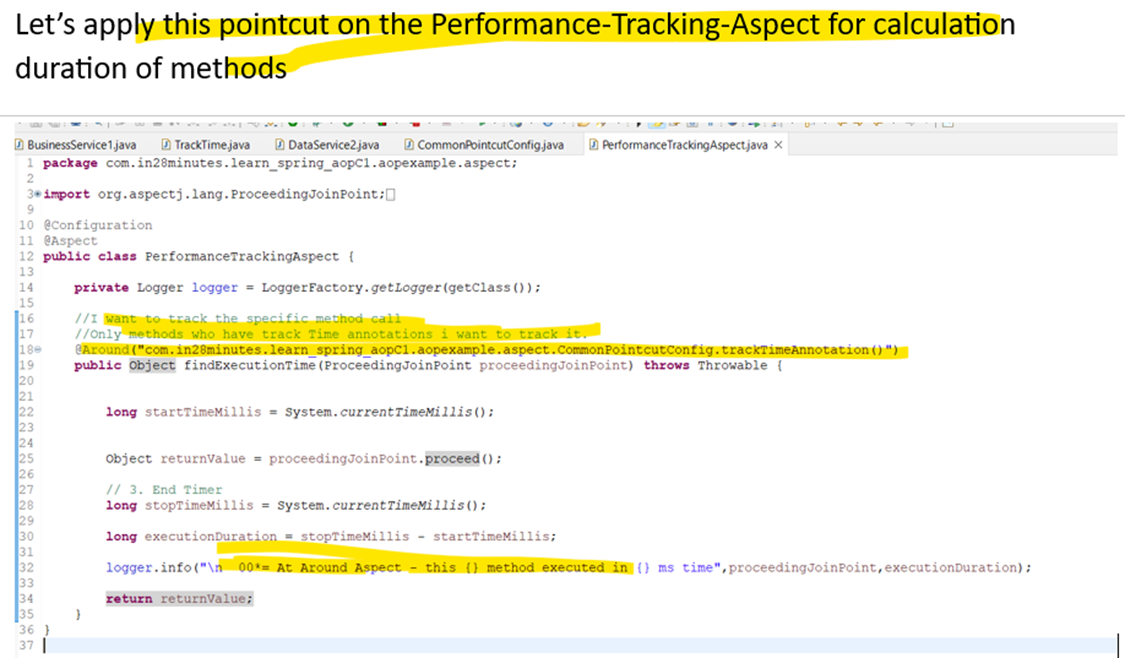 Let's apply this pointcut on the Performance-Tracking-Aspect for calculation
duration of methods
BusinessService1.java TrackTime.java DataService2.java CommonPointcutConfig.java PerformanceTrackingAspect.java
1 package com.in28minutes.learn_spring_aopC1.aopexample.aspect;
2
3 import org.aspectj.lang.ProceedingJoinPoint;
9
10 @Configuration
11 @Aspect
12 public class PerformanceTrackingAspect {
13
14 private Logger logger = LoggerFactory.getLogger(getClass());
15
16 //I want to track the specific method call
17 //Only methods who have track Time annotations i want to track it.
18 @Around("com.in28minutes.learn_spring_aopC1.aopexample.aspect.CommonPointcutConfig.trackTimeAnnotation()")
19 public Object findExecutionTime(ProceedingJoinPoint proceedingJoinPoint) throws Throwable {
20
21
22 long startTimeMillis = System.currentTimeMillis();
23
24
25 Object returnValue = proceedingJoinPoint.proceed();
26
27 // 3. End Timer
28 long stopTimeMillis = System.currentTimeMillis();
29
30 long executionDuration = stopTimeMillis - startTimeMillis;
31
32 logger.info("\n 00*= At Around Aspect - this {} method executed in {} ms time",proceedingJoinPoint,executionDuration);
33
34 return returnValue;
35 }
36 }
37